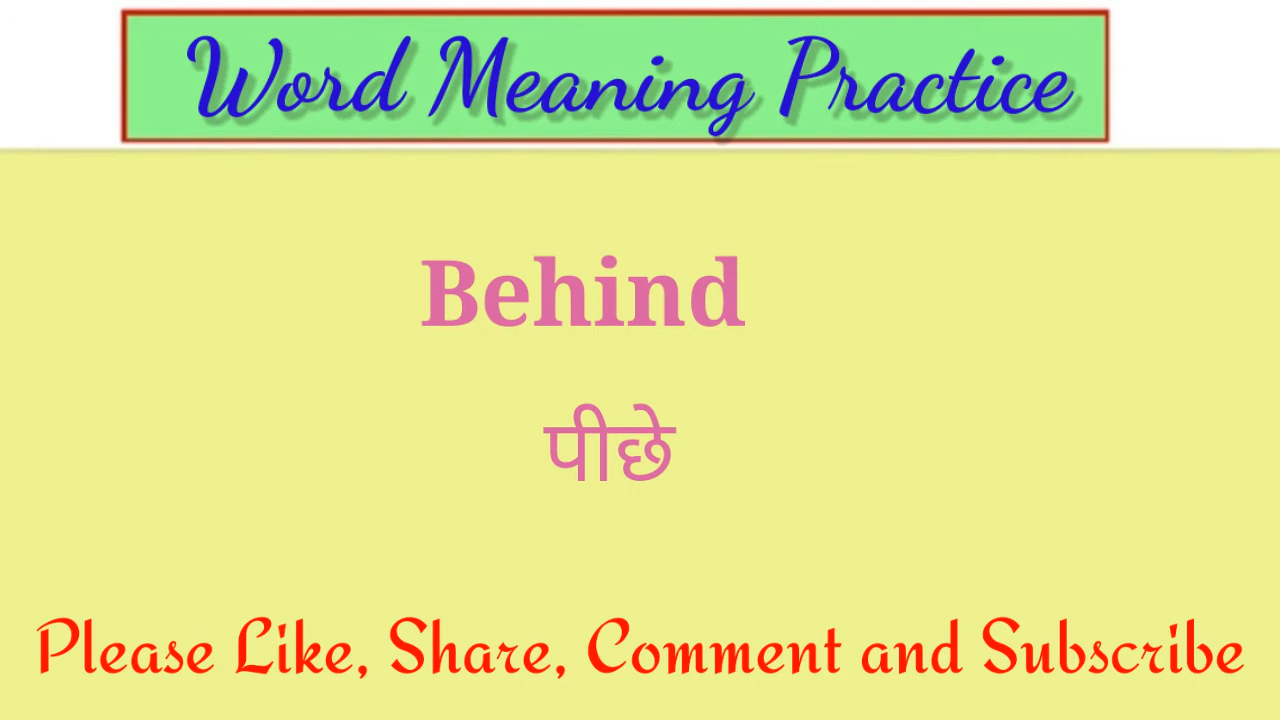 Word Meaning Practice
Behind
पीछे
Please Like, Share, Comment and Subscribe